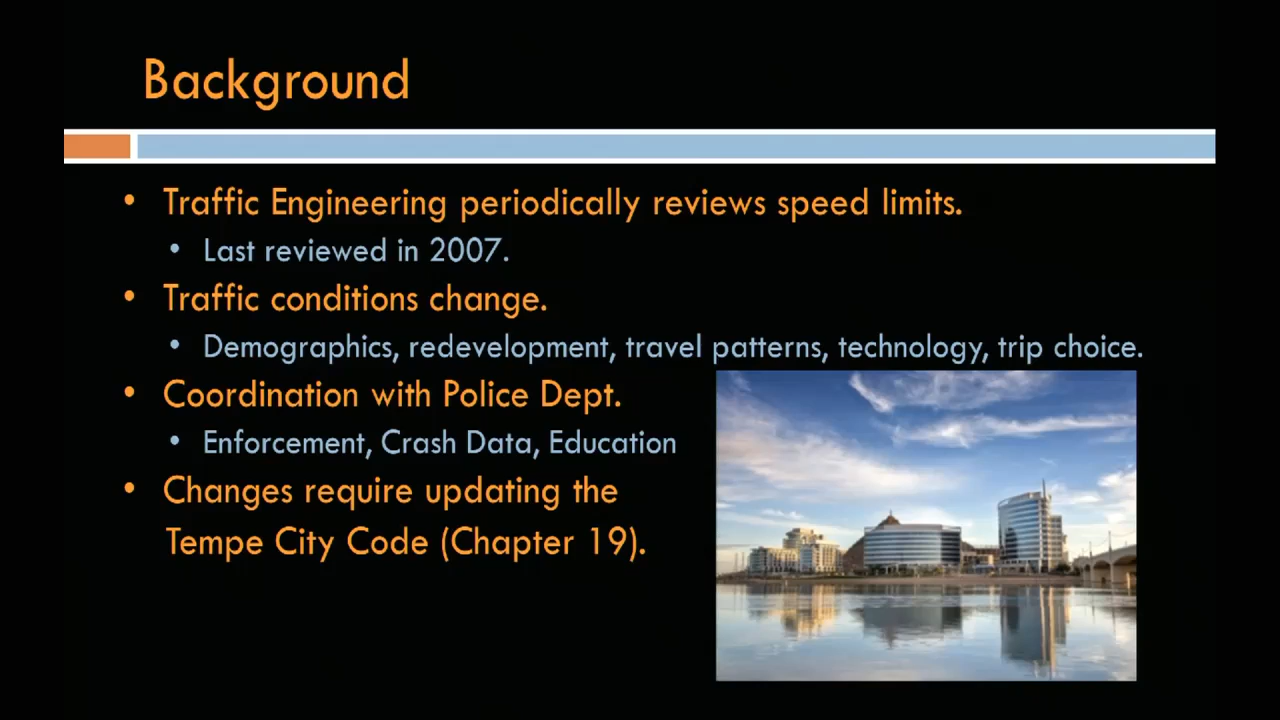 Background
• Traffic Engineering periodically reviews speed limits.
• Last reviewed in 2007.
• Traffic conditions change.
• Demographics, redevelopment, travel patterns, technology, trip choice.
• Coordination with Police Dept.
• Enforcement, Crash Data, Education
• Changes require updating the
Tempe City Code (Chapter 19).